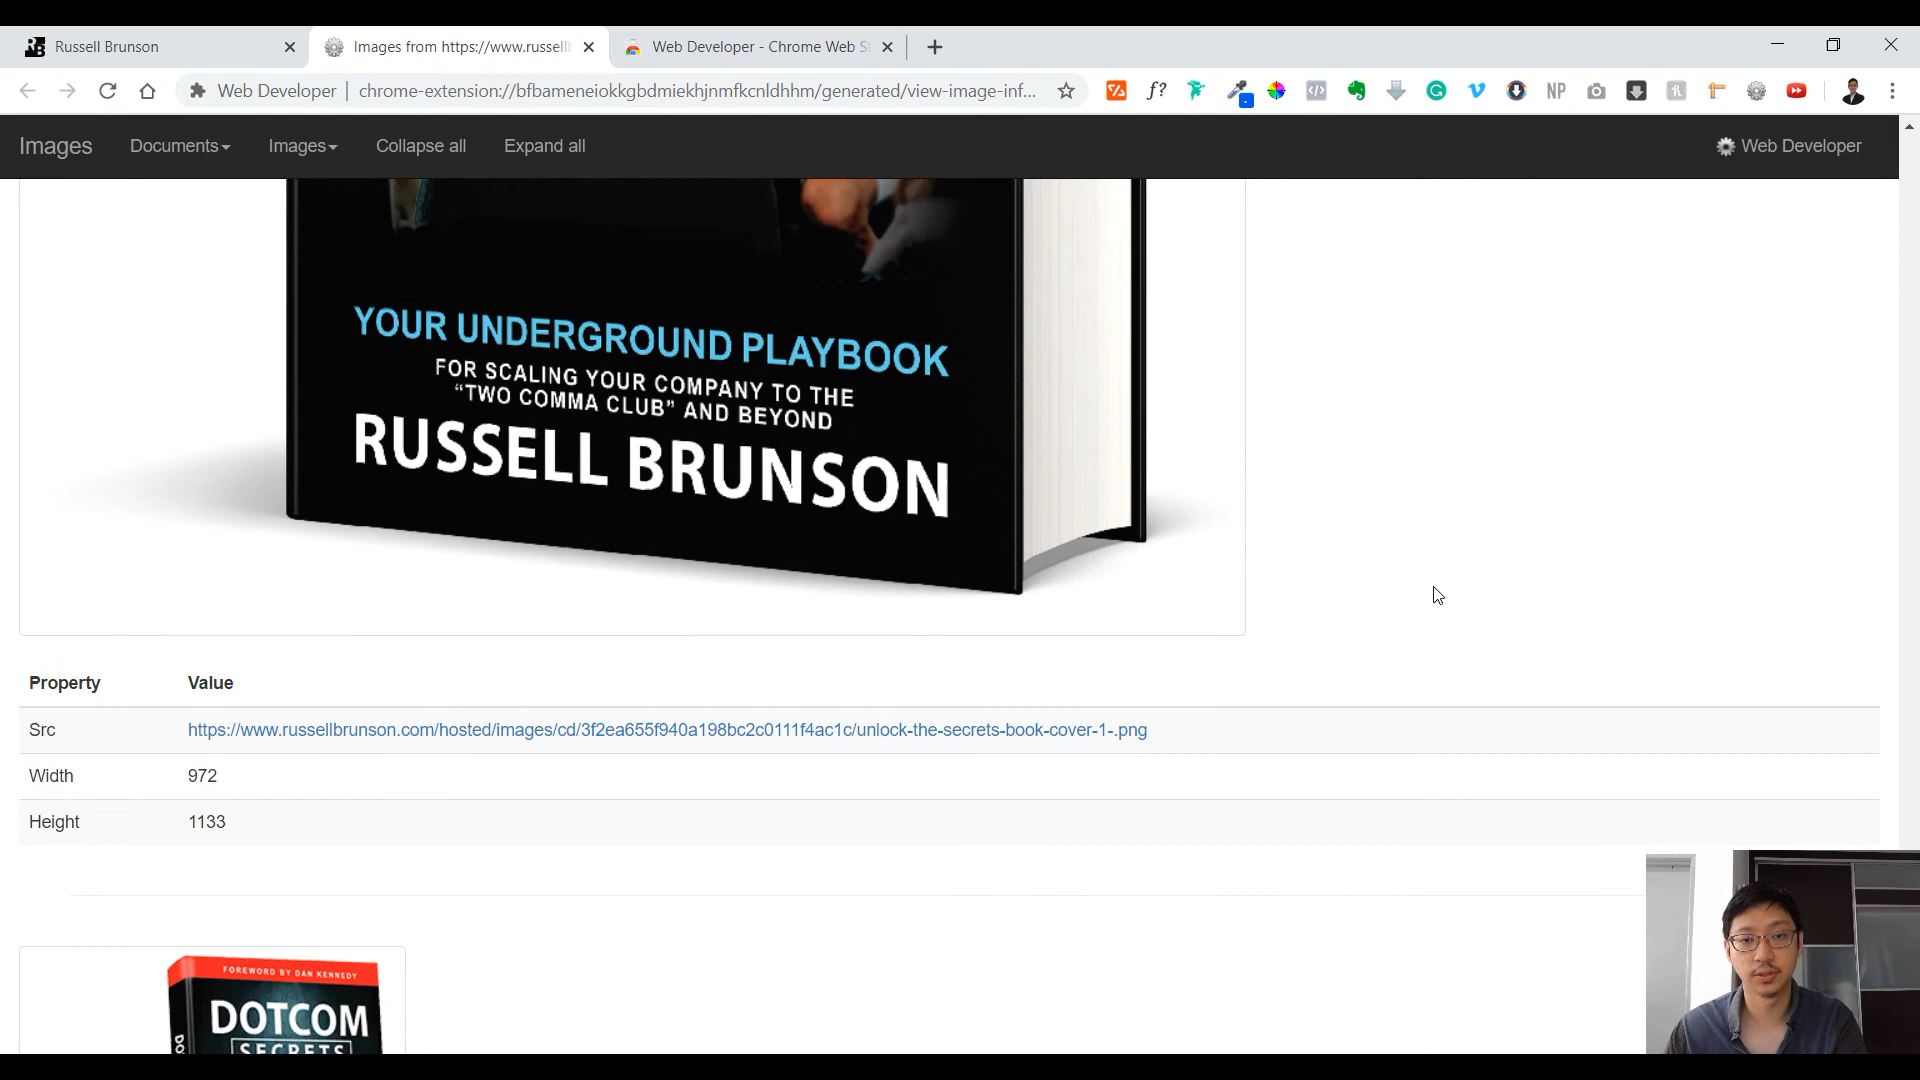 Russell Brunson
Images from https://www.russell
Web Developer - Chrome Web S
Web Developer
chrome-extension://bfbameneiokkgbdmiekhjnmfkcnldhhm/generated/view-image-inf...
f?
NP
Images
Documents
Images
Collapse all
Expand all
Web Developer
YOUR UNDERGROUND PLAYBOOK
FOR SCALING YOUR COMPANY TO THE
“TWO COMMA CLUB” AND BEYOND
RUSSELL BRUNSON
Property
Value
Src
https://www.russellbrunson.com/hosted/images/cd/3f2ea655f940a198bc2c0111f4ac1c/unlock-the-secrets-book-cover-1-.png
Width
972
Height
1133
FOREWORD BY DAN KENNEDY
DOTCOM
SECRETS